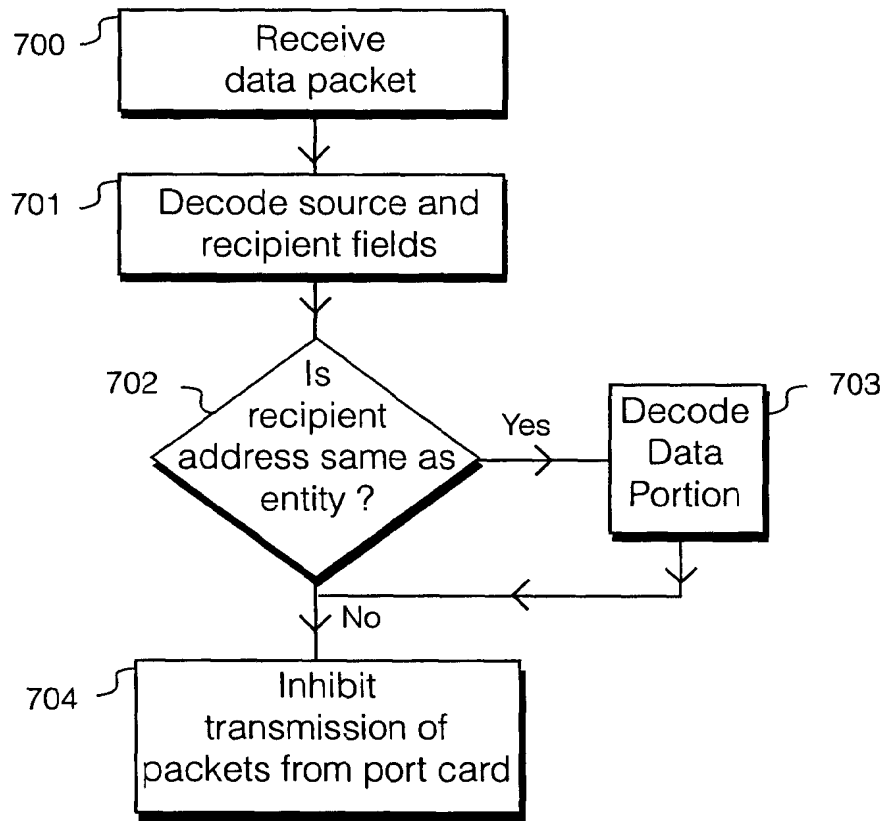 700
Receive
data packet
701
Decode source and
recipient fields
702
Is
recipient
address same as
entity ?
Yes
703
Decode
Data
Portion
No
704
Inhibit
transmission of
packets from port card